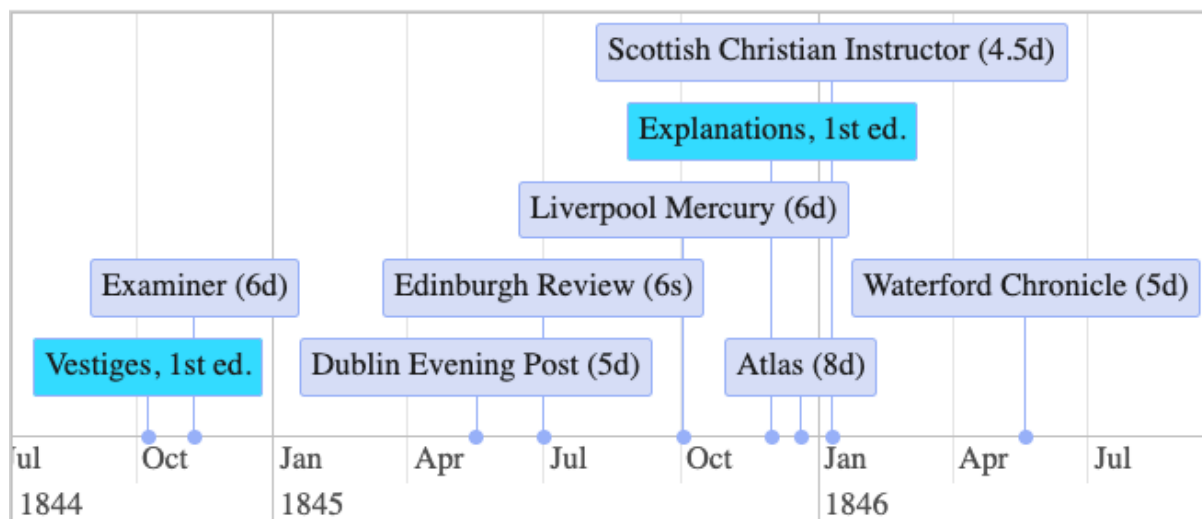 Scottish Christian Instructor (4.5d)
Explanations, 1st ed.
Liverpool Mercury (6d)
Examiner (6d)
Edinburgh Review (6s)
Waterford Chronicle (5d)
Vestiges, 1st ed.
Dublin Evening Post (5d)
Atlas (8d)
Jul Oct Jan Apr Jul Oct Jan Apr Jul
1844 1845 1846